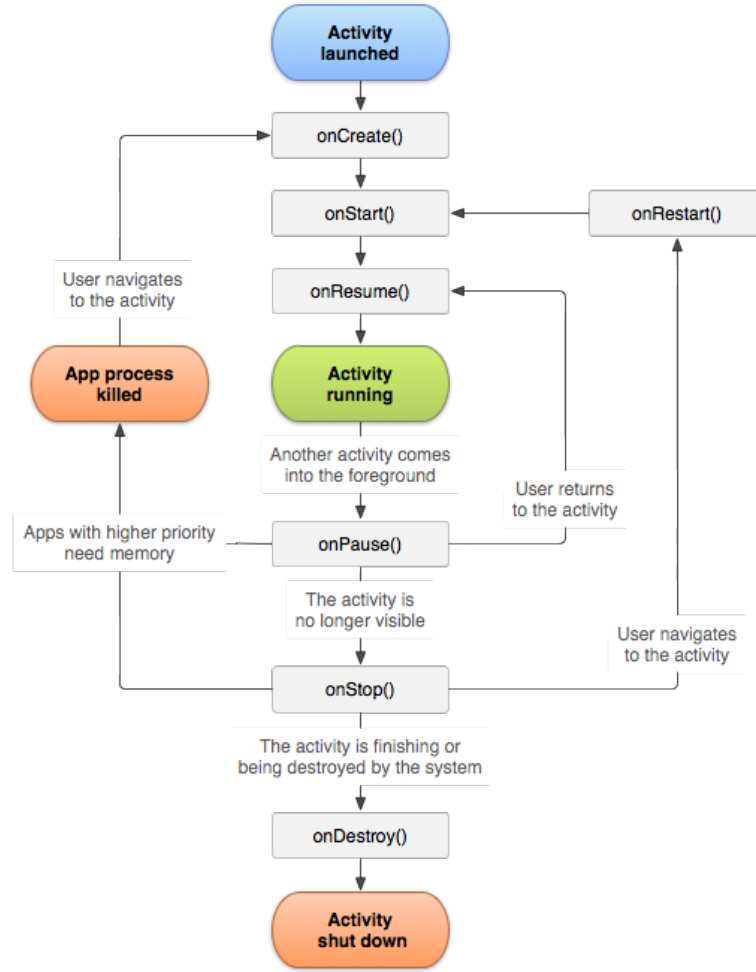 Activity
launched
onCreate()
onStart()
onRestart()
User navigates
to the activity
onResume()
App process
killed
Activity
running
Another activity comes
into the foreground
User returns
to the activity
Apps with higher priority
need memory
onPause()
The activity is
no longer visible
User navigates
to the activity
onStop()
The activity is finishing or
being destroyed by the system
onDestroy()
Activity
shut down